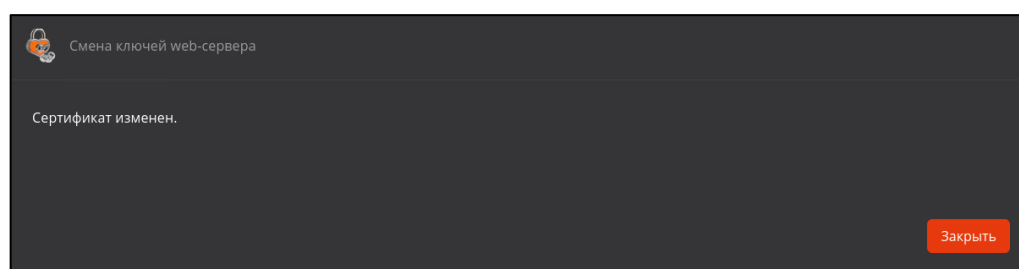 Смена ключей web-сервера
Сертификат изменен.
Закрыть